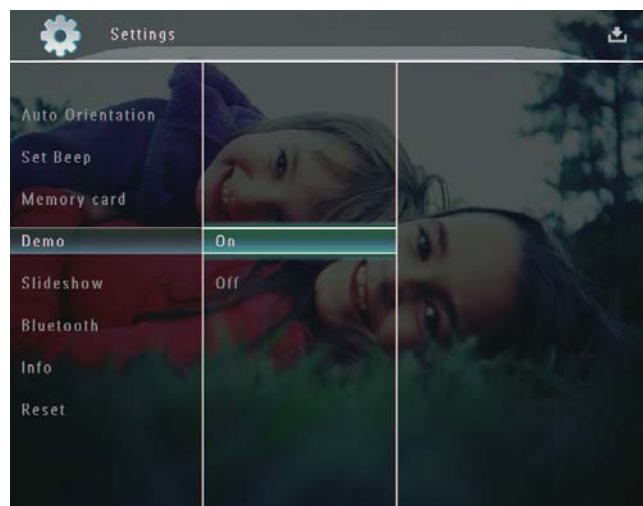 Settings
Auto Orientation
Set Beep
Memory card
Demo
On
Slideshow
Off
Bluetooth
Info
Reset